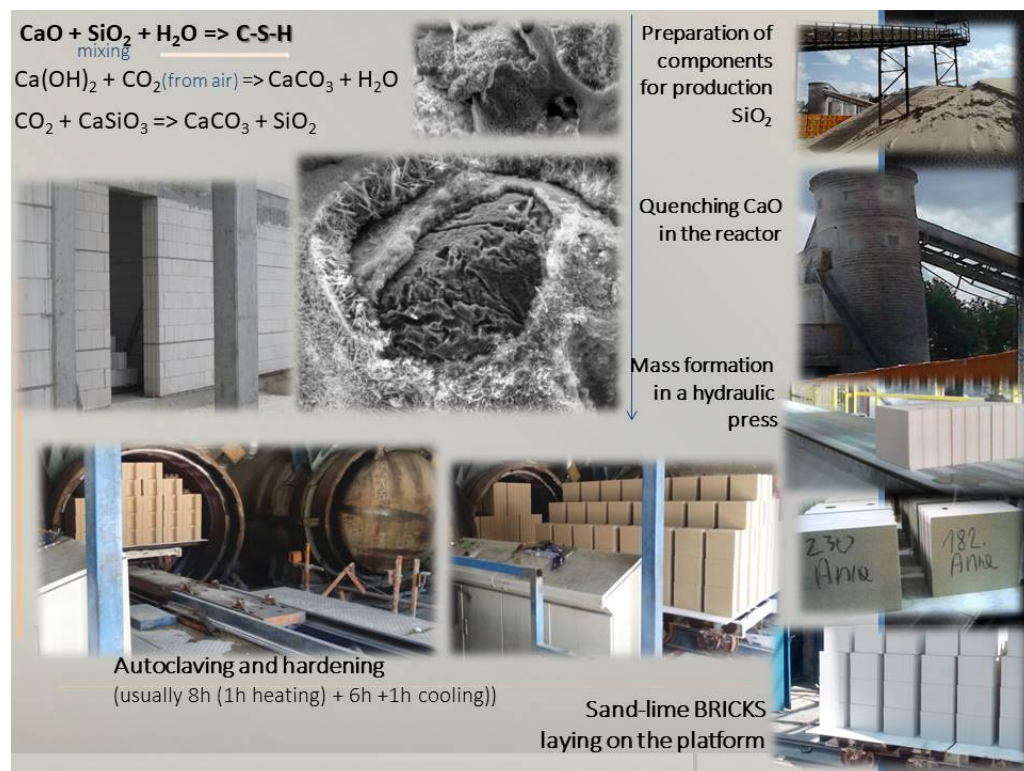 CaO + SiO₂ + H₂O => C-S-H
mixing
Ca(OH)₂ + CO₂(from air) => CaCO₃ + H₂O
CO₂ + CaSiO₃ => CaCO₃ + SiO₂
Preparation of
components
for production
SiO₂
Quenching CaO
in the reactor
Mass formation
in a hydraulic
press
230
Anna
182.
Anna
Autoclaving and hardening
(usually 8h (1h heating) + 6h +1h cooling))
Sand-lime BRICKS
laying on the platform